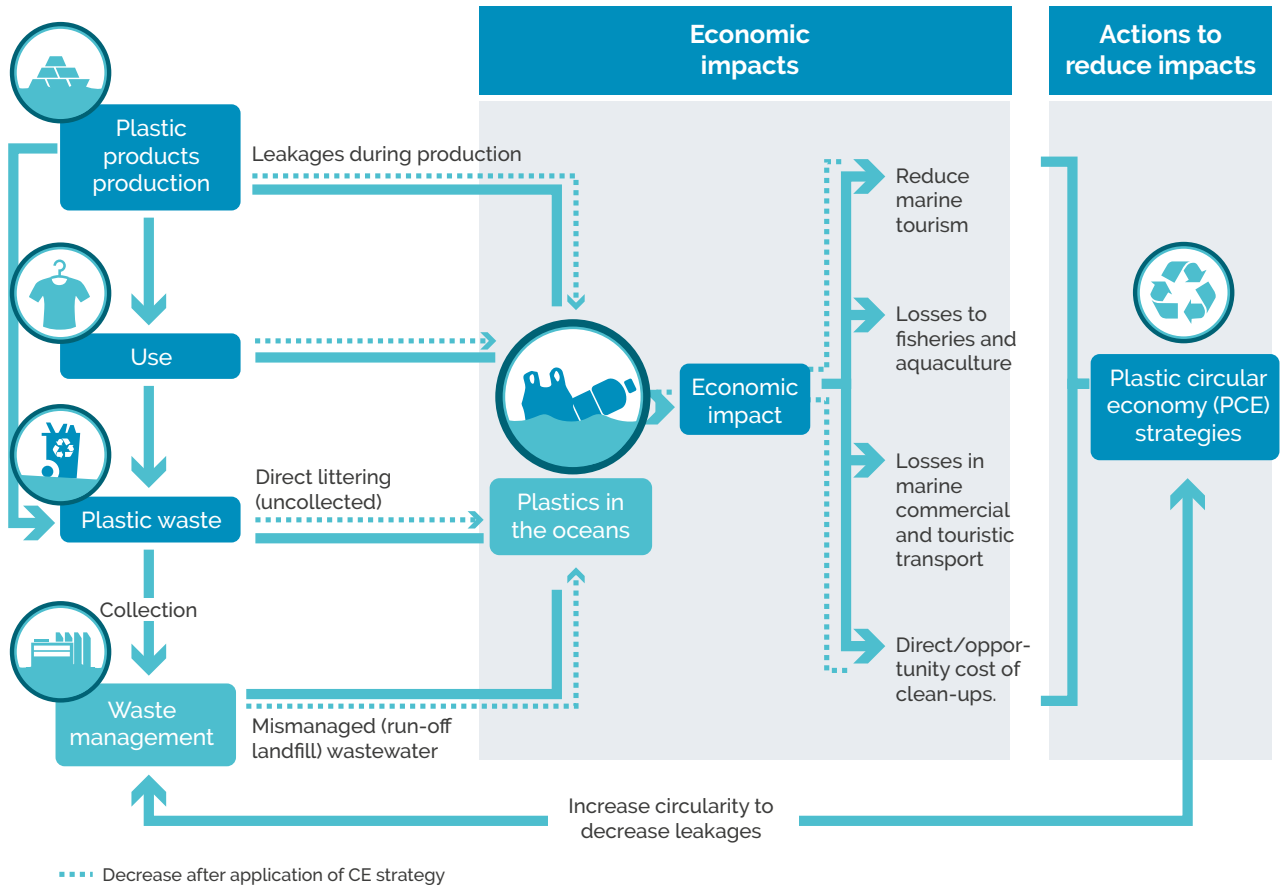 Economic
impacts
Actions to
reduce impacts
Plastic
products
production
Leakages during production
Use
Direct littering
(uncollected)
Plastic waste
Collection
Waste
management
Mismanaged (run-off
landfill) wastewater
Plastics in
the oceans
Economic
impact
Reduce
marine
tourism
Losses to
fisheries and
aquaculture
Losses in
marine
commercial
and touristic
transport
Direct/oppor-
tunity cost of
clean-ups.
Plastic circular
economy (PCE)
strategies
Increase circularity to
decrease leakages
Decrease after application of CE strategy